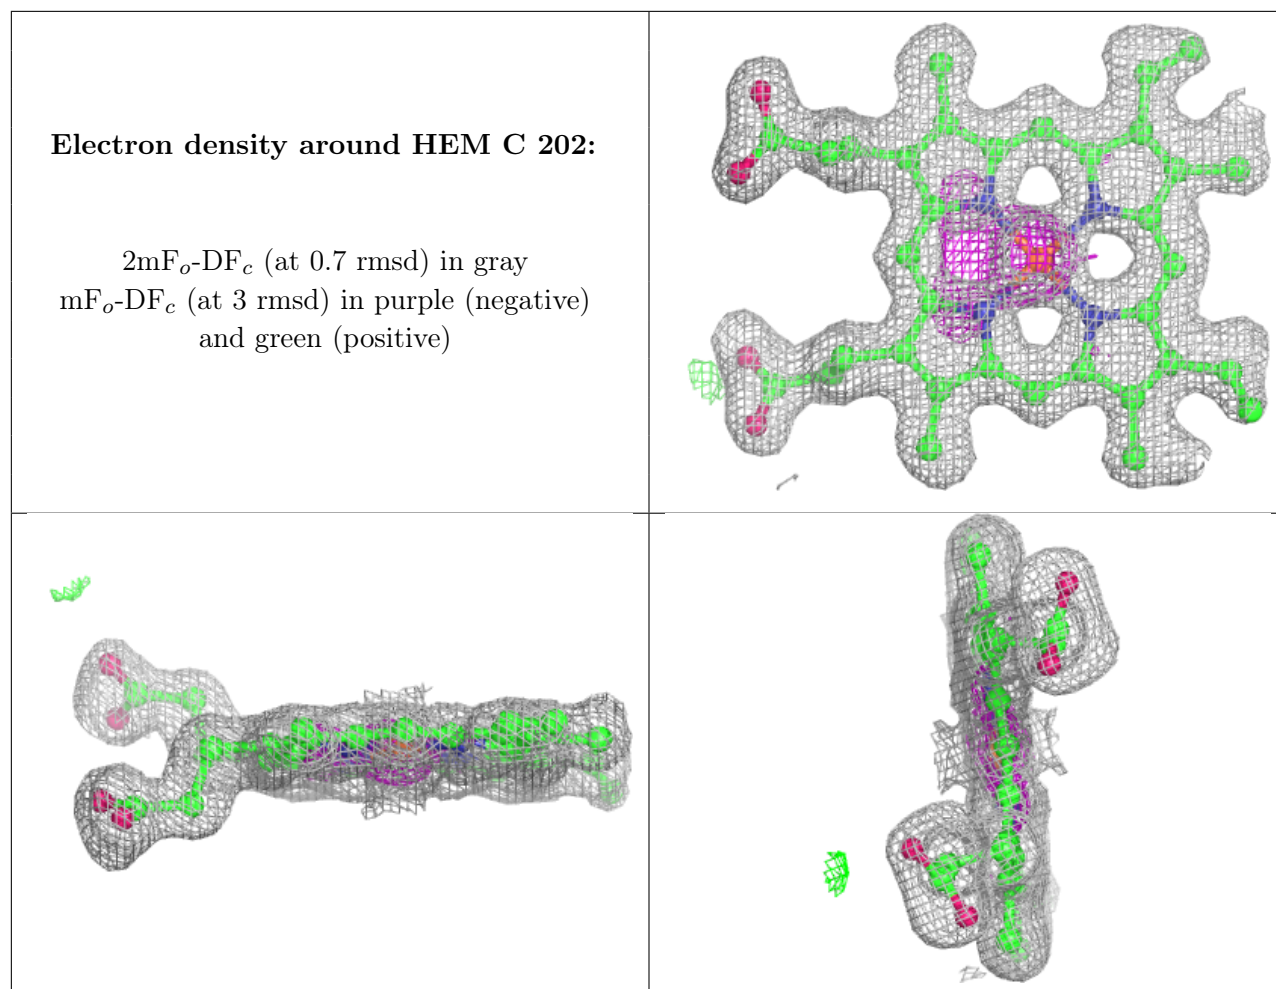 Electron density around HEM C 202:
2mFo-DFc (at 0.7 rmsd) in gray
mFo-DFc (at 3 rmsd) in purple (negative)
and green (positive)